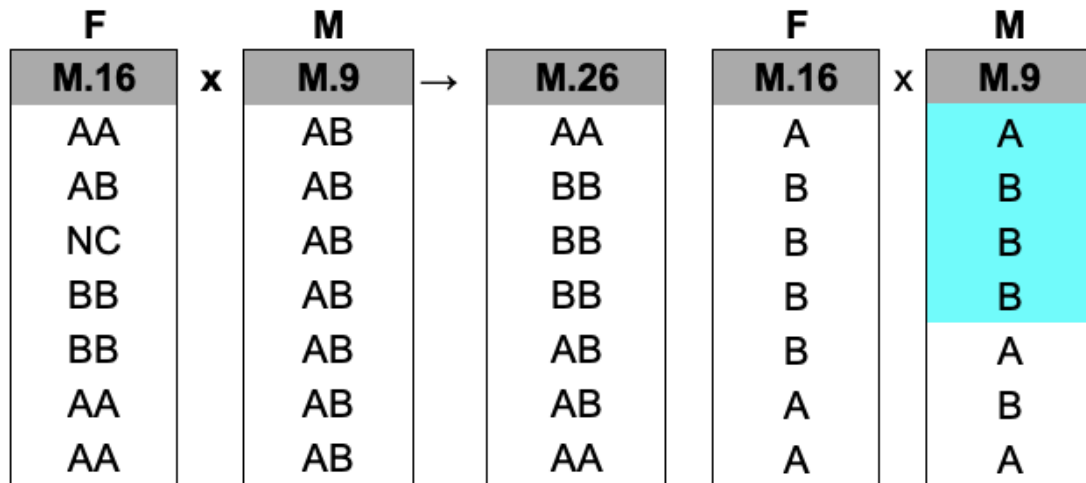 F M F M
M.16 x M.9 → M.26 M.16 x M.9
AA AB AA A A
AB AB BB B B
NC AB BB B B
BB AB BB B B
BB AB AB B A
AA AB AB A B
AA AB AA A A